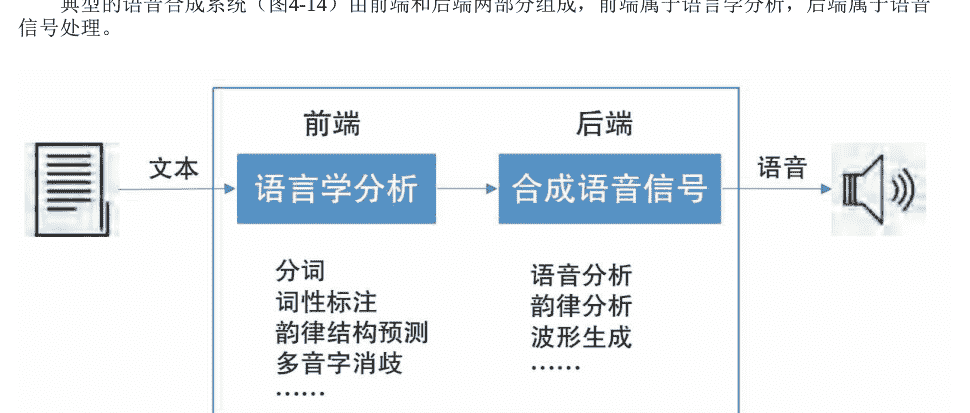 典型的语音合成系统（图4-14）由前端和后端两部分组成，前端属于语言学分析，后端属于语音
信号处理。
前端
后端
文本
语言学分析
合成语音信号
语音
分词
词性标注
韵律结构预测
多音字消歧
……
语音分析
韵律分析
波形生成
……